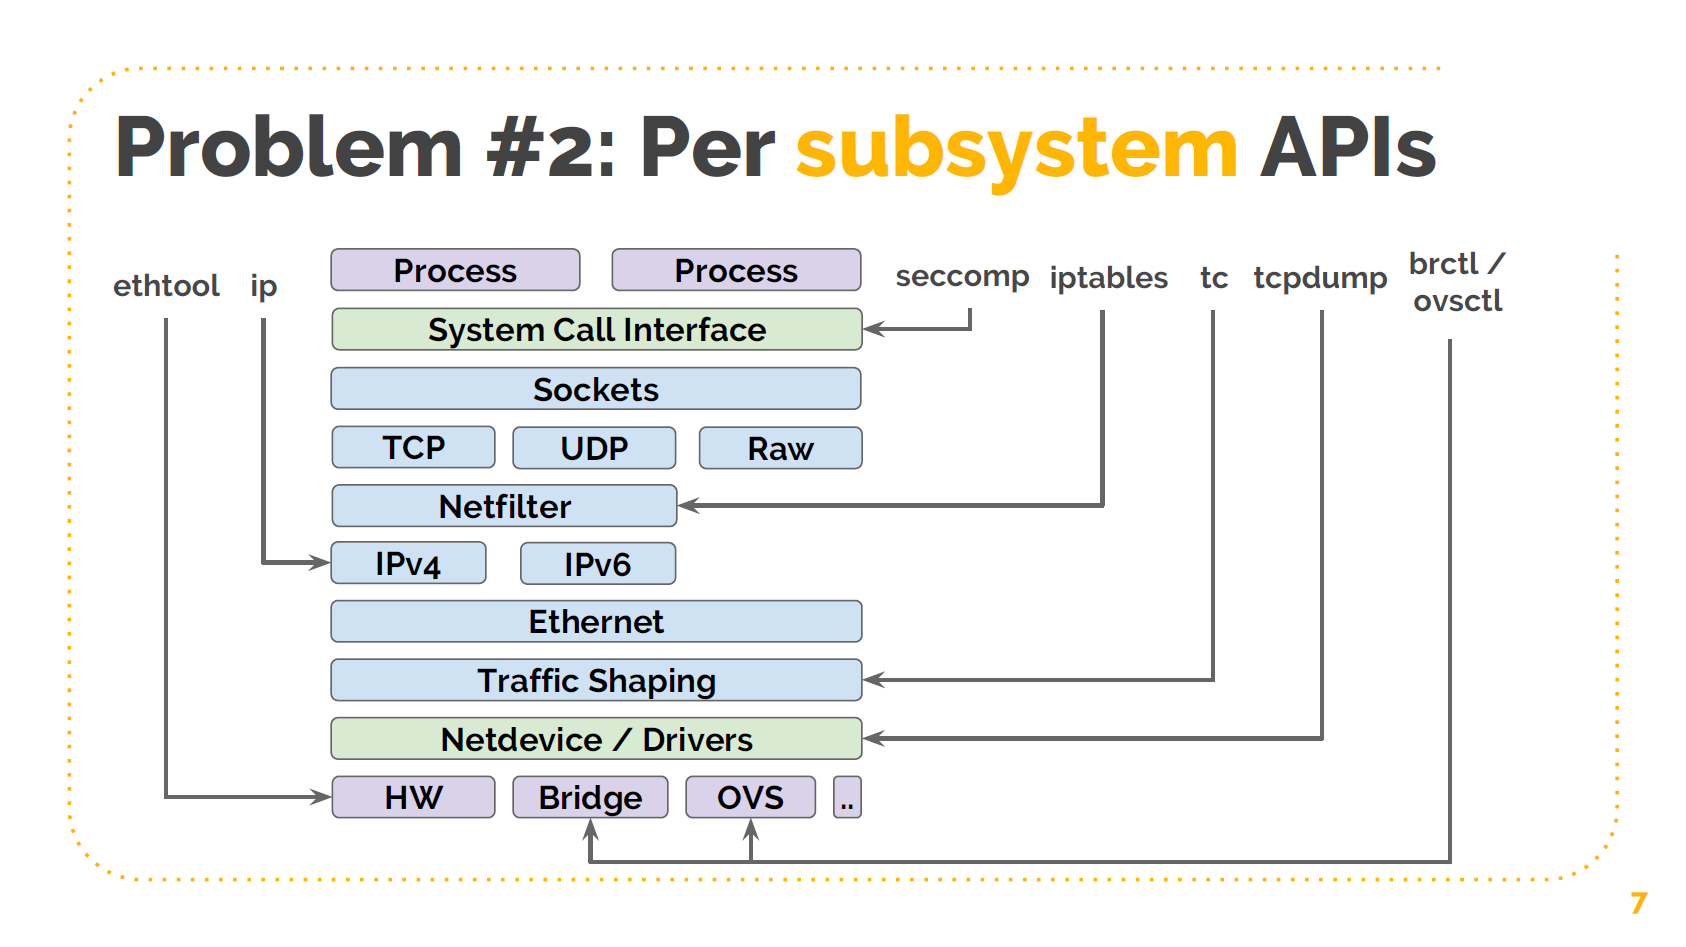 Problem #2: Per subsystem APIs
ethtool
ip
Process
Process
seccomp
iptables
tc
tcpdump
brctl /
ovsctl
System Call Interface
Sockets
TCP
UDP
Raw
Netfilter
IPv4
IPv6
Ethernet
Traffic Shaping
Netdevice / Drivers
HW
Bridge
OVS
..
7